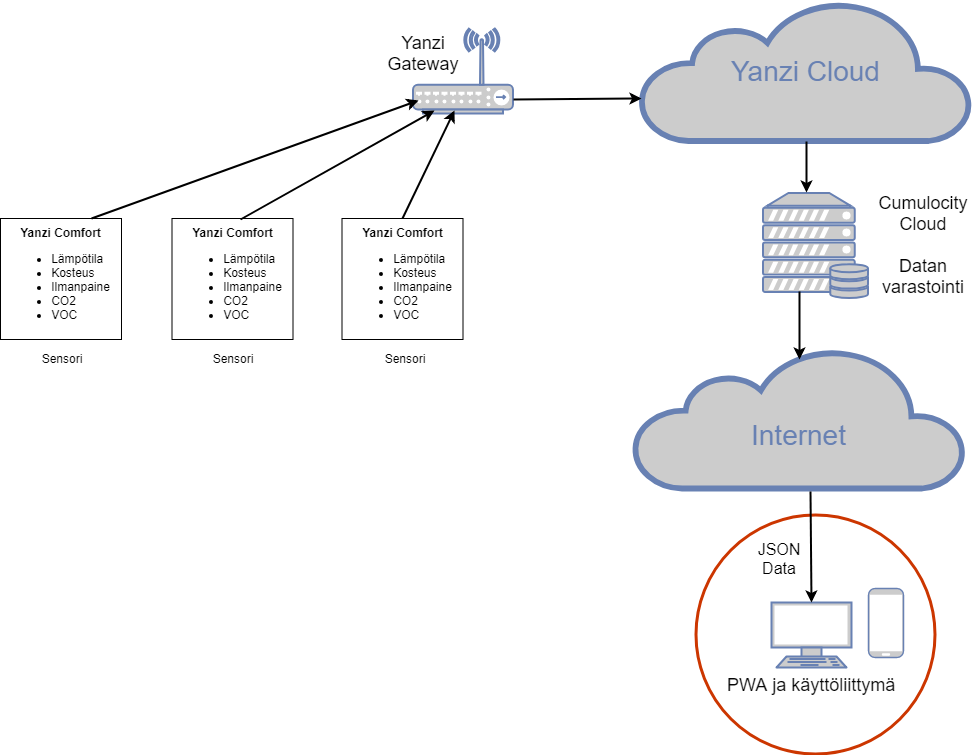 Yanzi
Gateway
Yanzi Cloud
Cumulocity
Cloud
Datan
varastointi
Yanzi Comfort
Lämpötila
Kosteus
Ilmanpaine
CO2
VOC
Sensori
Yanzi Comfort
Lämpötila
Kosteus
Ilmanpaine
CO2
VOC
Sensori
Yanzi Comfort
Lämpötila
Kosteus
Ilmanpaine
CO2
VOC
Sensori
Internet
JSON
Data
PWA ja käyttöliittymä